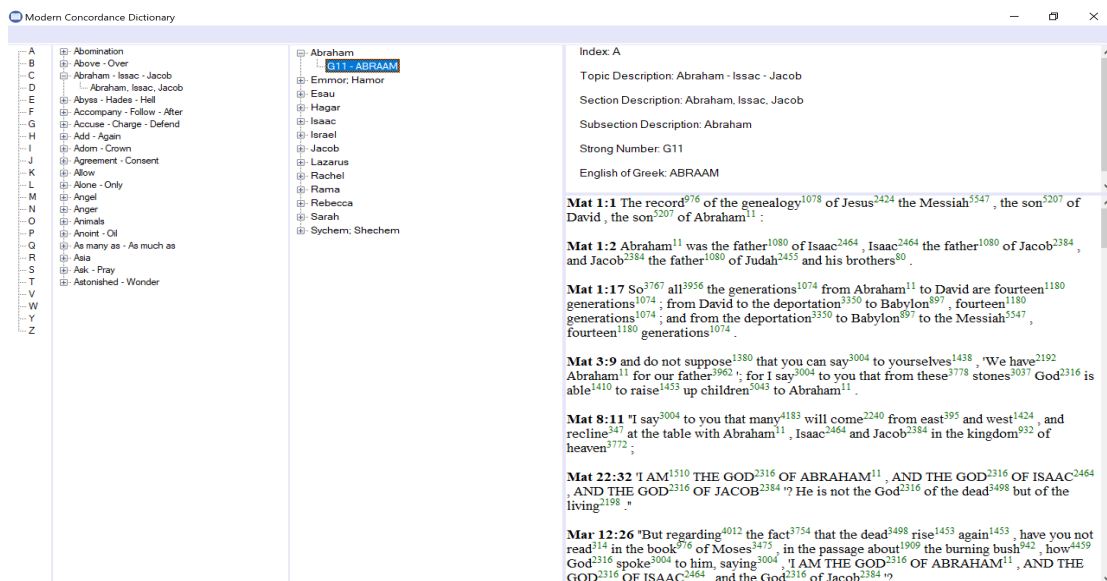 Modern Concordance Dictionary
A
B
C
D
E
F
G
H
I
J
K
L
M
N
O
P
Q
R
S
T
V
W
Y
Z
Abomination
Above - Over
Abraham - Issac - Jacob
Abraham, Issac, Jacob
Abyss - Hades - Hell
Accompany - Follow - After
Accuse - Charge - Defend
Add - Again
Adorn - Crown
Agreement - Consent
Allow
Alone - Only
Angel
Anger
Animals
Anoint - Oil
As many as - As much as
Asia
Ask - Pray
Astonished - Wonder
Abraham
G11 - ABRAAM
Emmor; Hamor
Esau
Hagar
Isaac
Israel
Jacob
Lazarus
Rachel
Rama
Rebecca
Sarah
Sychem; Shechem
Index: A
Topic Description: Abraham - Issac - Jacob
Section Description: Abraham, Issac, Jacob
Subsection Description: Abraham
Strong Number: G11
English of Greek: ABRAAM
Mat 1:1 The record976 of the genealogy1078 of Jesus2424 the Messiah5547 , the son5207 of
David , the son5207 of Abraham11 :
Mat 1:2 Abraham11 was the father1080 of Isaac2464 , Isaac2464 the father1080 of Jacob2384 ,
and Jacob2384 the father1080 of Judah2455 and his brothers80 .
Mat 1:17 So3767 all3956 the generations1074 from Abraham11 to David are fourteen1180
generations1074 ; from David to the deportation3350 to Babylon897 , fourteen1180
generations1074 ; and from the deportation3350 to Babylon897 to the Messiah5547 ,
fourteen1180 generations1074 .
Mat 3:9 and do not suppose1380 that you can say3004 to yourselves1438 , 'We have2192
Abraham11 for our father3962 '; for I say3004 to you that from these3778 stones3037 God2316 is
able1410 to raise1453 up children5043 to Abraham11 .
Mat 8:11 "I say3004 to you that many4183 will come2240 from east395 and west1424 , and
recline347 at the table with Abraham11 , Isaac2464 and Jacob2384 in the kingdom932 of
heaven3772 ;
Mat 22:32 'I AM1510 THE GOD2316 OF ABRAHAM11 , AND THE GOD2316 OF ISAAC2464
, AND THE GOD2316 OF JACOB2384 '? He is not the God2316 of the dead3498 but of the
living2198 ."
Mar 12:26 "But regarding4012 the fact3754 that the dead3498 rise1453 again1453 , have you not
read314 in the book976 of Moses3475 , in the passage about1909 the burning bush942 , how4459
God2316 spoke3004 to him, saying3004 , 'I AM THE GOD2316 OF ABRAHAM11 , AND THE
GOD2316 OF ISAAC2464 , and the God2316 of Jacob2384 '?